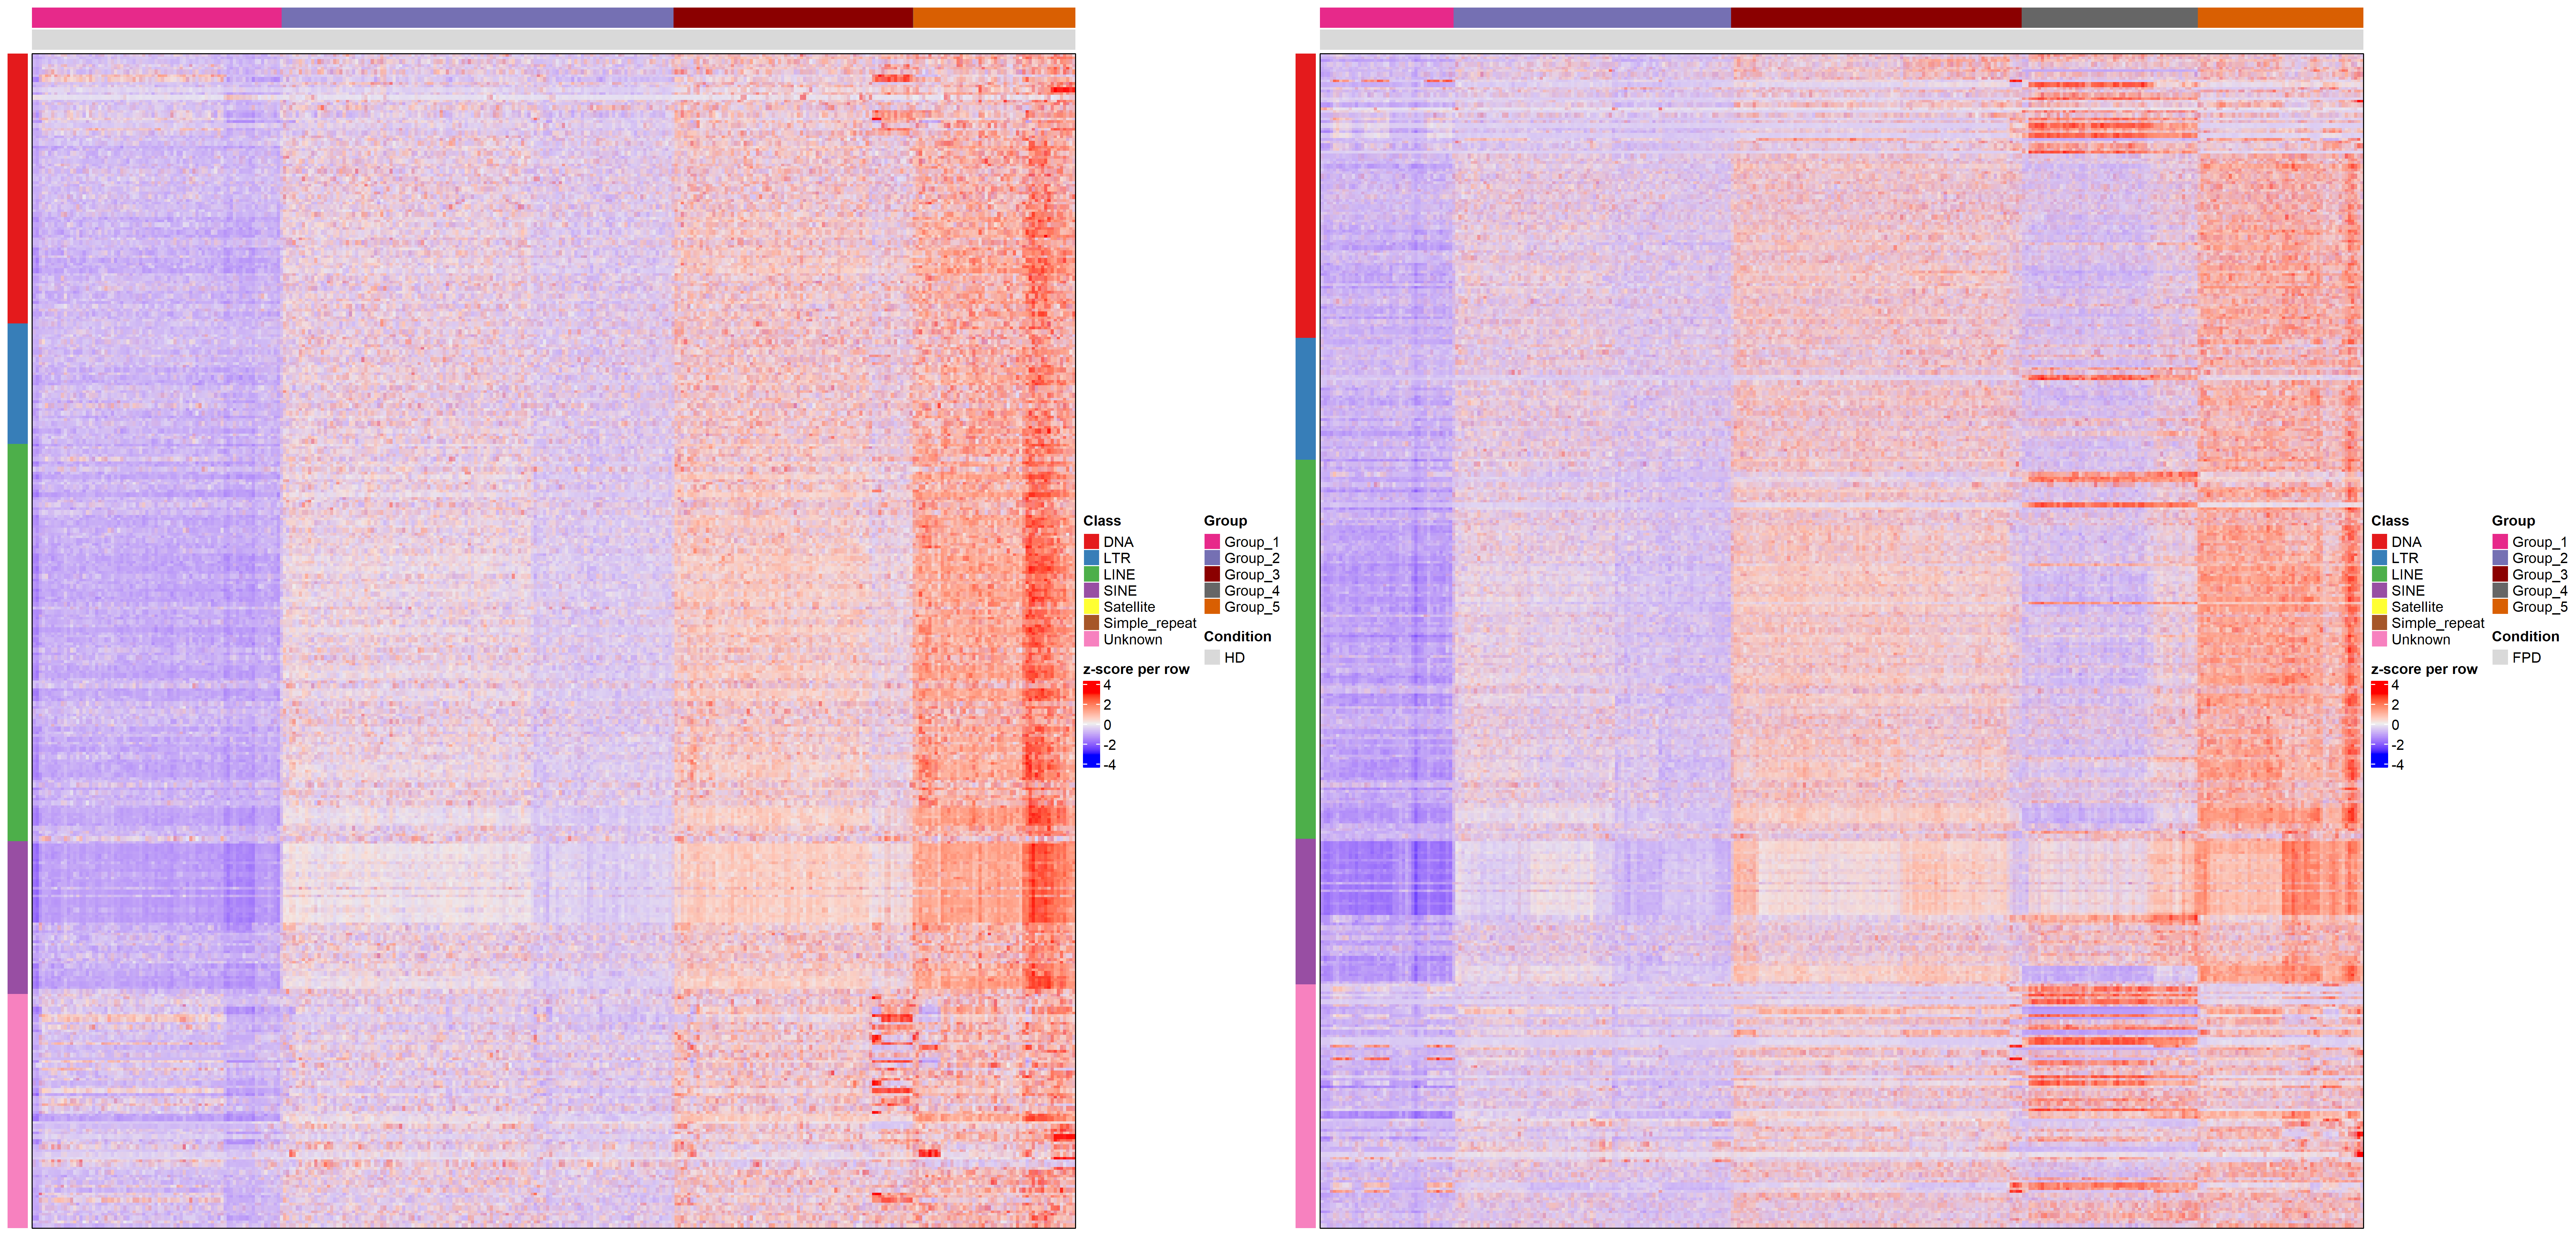 Class
DNA
LTR
LINE
SINE
Satellite
Simple_repeat
Unknown
z-score per row
4
2
0
-2
-4
Group
Group_1
Group_2
Group_3
Group_4
Group_5
Condition
HD
Class
DNA
LTR
LINE
SINE
Satellite
Simple_repeat
Unknown
z-score per row
4
2
0
-2
-4
Group
Group_1
Group_2
Group_3
Group_4
Group_5
Condition
FPD